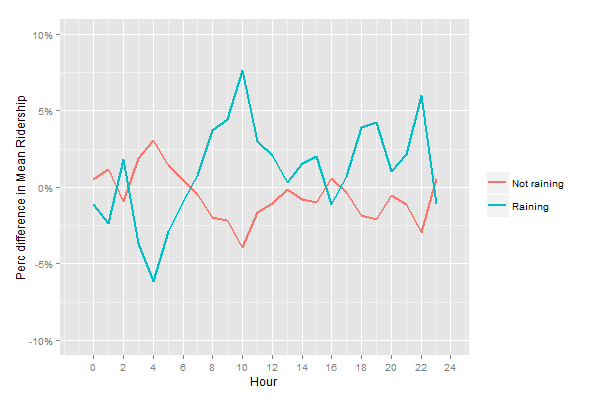 Perc difference in Mean Ridership
10%
5%
0%
-5%
-10%
0 2 4 6 8 10 12 14 16 18 20 22 24
Hour
Not raining
Raining